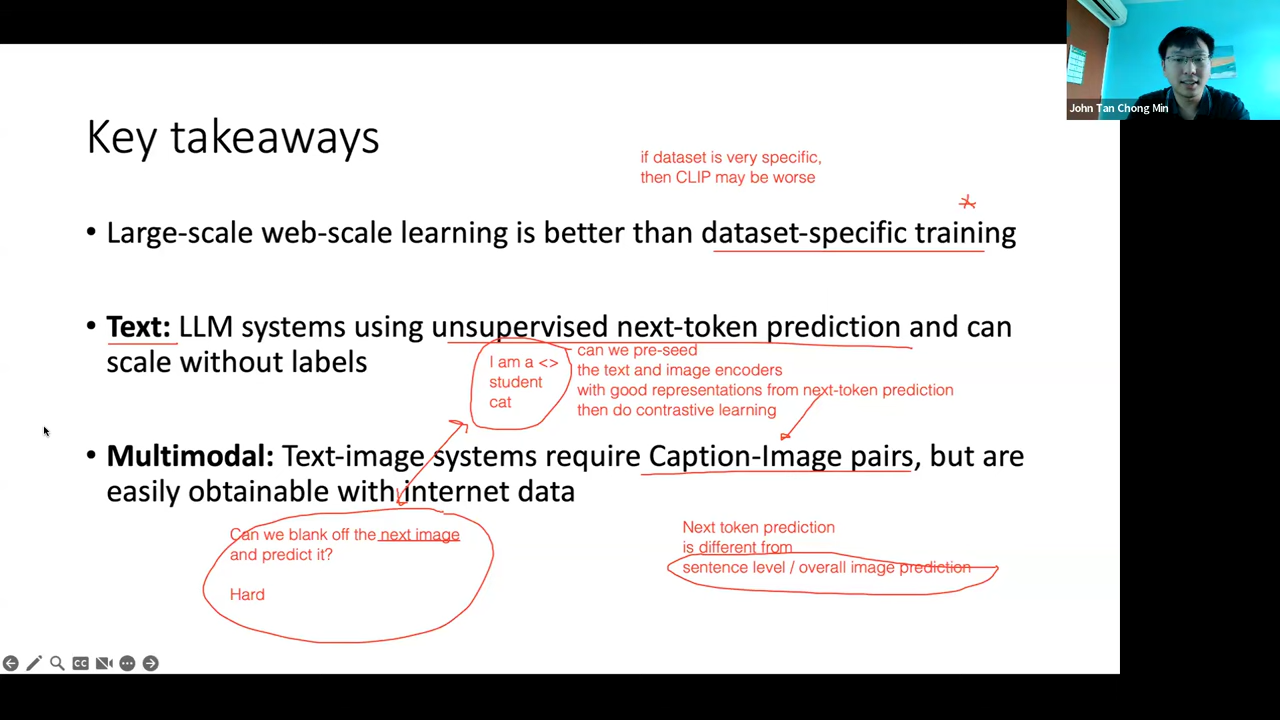 John Tan Chong Min
Key takeaways
if dataset is very specific,
then CLIP may be worse
*
• Large-scale web-scale learning is better than dataset-specific training
• Text: LLM systems using unsupervised next-token prediction and can
scale without labels
I am a <>
student
cat
can we pre-seed
the text and image encoders
with good representations from next-token prediction
then do contrastive learning
• Multimodal: Text-image systems require Caption-Image pairs, but are
easily obtainable with internet data
Can we blank off the next image
and predict it?
Hard
Next token prediction
is different from
sentence level / overall image prediction
CC